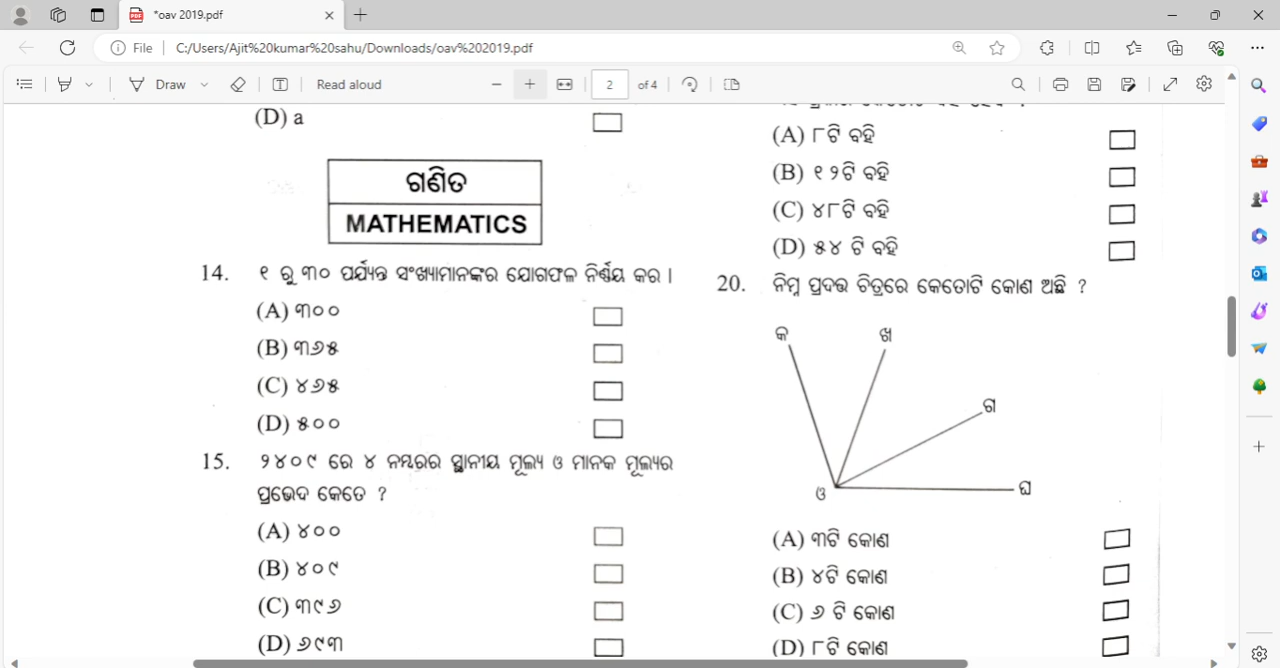 *oav 2019.pdf
File
C:/Users/Ajit%20kumar%20sahu/Downloads/oav%202019.pdf
Draw
Read aloud
2
of 4
(D) a
ଗଣିତ
MATHEMATICS
14. ୧ ରୁ ୩୦ ପର୍ଯ୍ୟନ୍ତ ସଂଖ୍ୟାମାନଙ୍କର ଯୋଗଫଳ ନିର୍ଣ୍ଣୟ କର ।
(A) ୩୦୦
(B) ୩୬୫
(C) ୪୬୫
(D) ୫୦୦
15. ୨୪୦୯ ରେ ୪ ନମ୍ବରର ସ୍ଥାନୀୟ ମୂଲ୍ୟ ଓ ମାନକ ମୂଲ୍ୟର
ପ୍ରଭେଦ କେତେ ?
(A) ୪୦୦
(B) ୪୦୯
(C) ୩୯୬
(D) ୬୯୩
(A) ୮ଟି ବହି
(B) ୧୨ଟି ବହି
(C) ୪୮ଟି ବହି
(D) ୫୪ ଟି ବହି
20. ନିମ୍ନ ପ୍ରଦତ୍ତ ଚିତ୍ରରେ କେତୋଟି କୋଣ ଅଛି ?
କ
ଖ
ଗ
ଘ
ଓ
(A) ୩ଟି କୋଣ
(B) ୪ଟି କୋଣ
(C) ୬ ଟି କୋଣ
(D) ୮ଟି କୋଣ